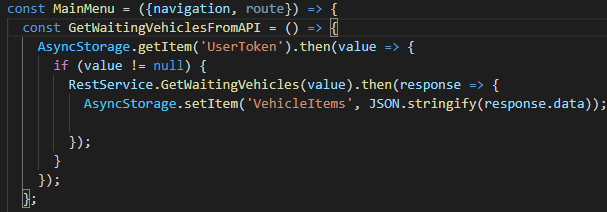 const MainMenu = ({navigation, route}) => {
  const GetWaitingVehiclesFromAPI = () => {
    AsyncStorage.getItem('UserToken').then(value => {
      if (value != null) {
        RestService.GetWaitingVehicles(value).then(response => {
          AsyncStorage.setItem('VehicleItems', JSON.stringify(response.data));
        });
      }
    });
  };